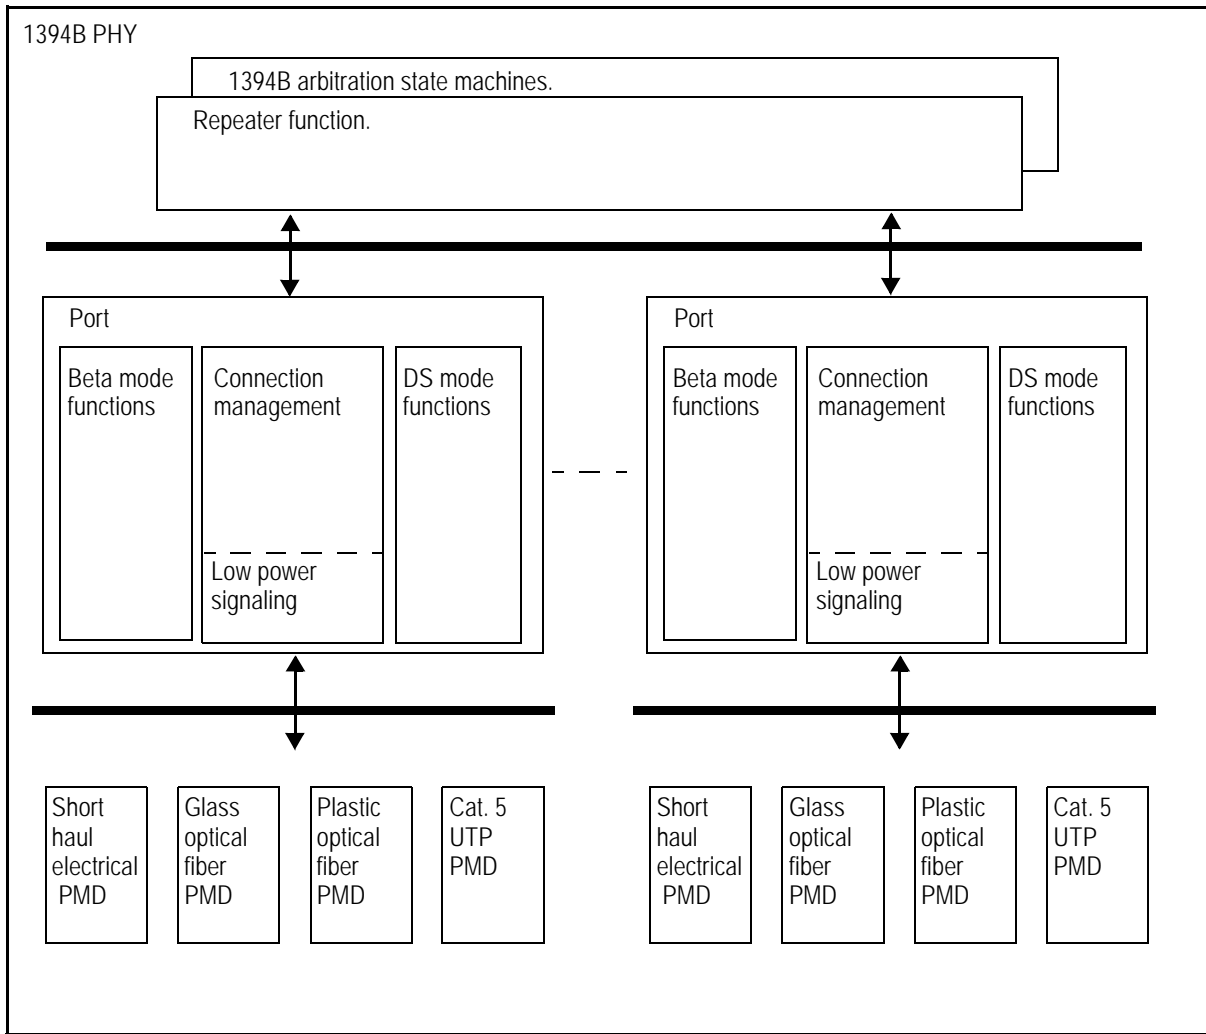 1394B PHY
1394B arbitration state machines.
Repeater function.
Port
Beta mode
functions
Connection
management
Low power
signaling
DS mode
functions
Port
Beta mode
functions
Connection
management
Low power
signaling
DS mode
functions
Short
haul
electrical
PMD
Glass
optical
fiber
PMD
Plastic
optical
fiber
PMD
Cat. 5
UTP
PMD
Short
haul
electrical
PMD
Glass
optical
fiber
PMD
Plastic
optical
fiber
PMD
Cat. 5
UTP
PMD